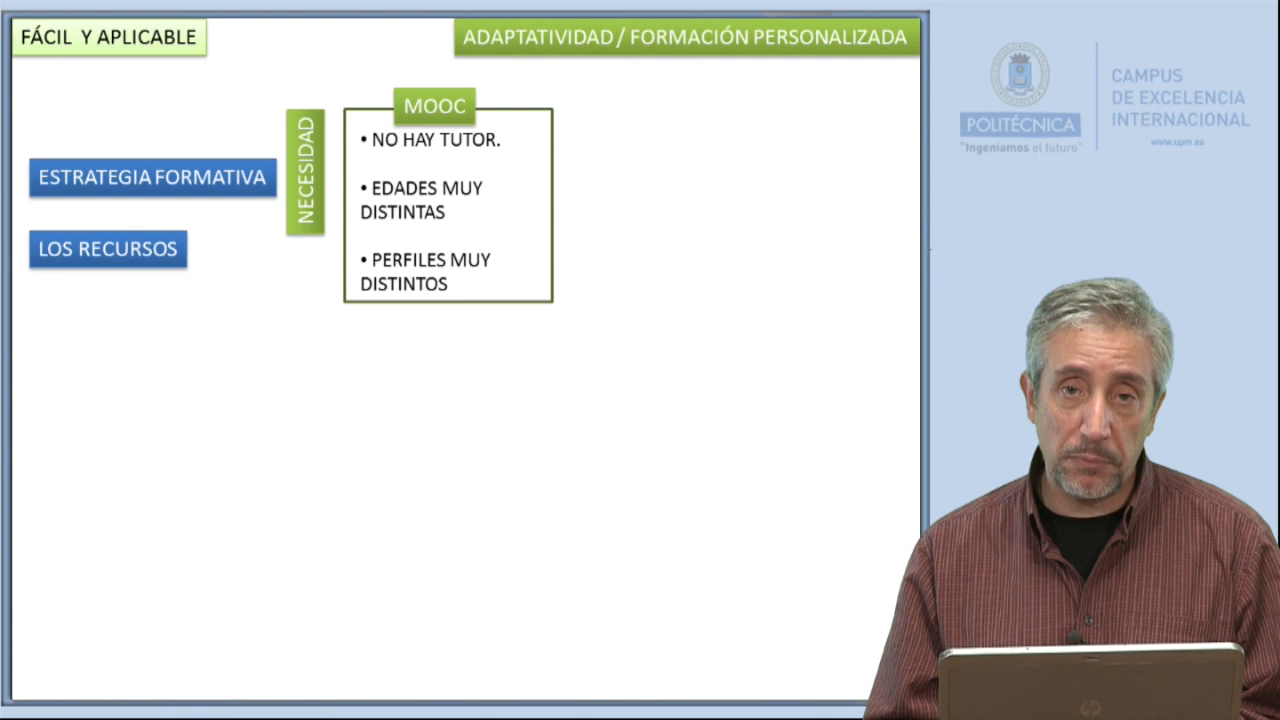 FÁCIL Y APLICABLE
ADAPTATIVIDAD / FORMACIÓN PERSONALIZADA
MOOC
NECESIDAD
• NO HAY TUTOR.
• EDADES MUY
DISTINTAS
• PERFILES MUY
DISTINTOS
ESTRATEGIA FORMATIVA
LOS RECURSOS
POLITÉCNICA
"Ingeniamos el futuro"
CAMPUS
DE EXCELENCIA
INTERNACIONAL
www.upm.es
hp